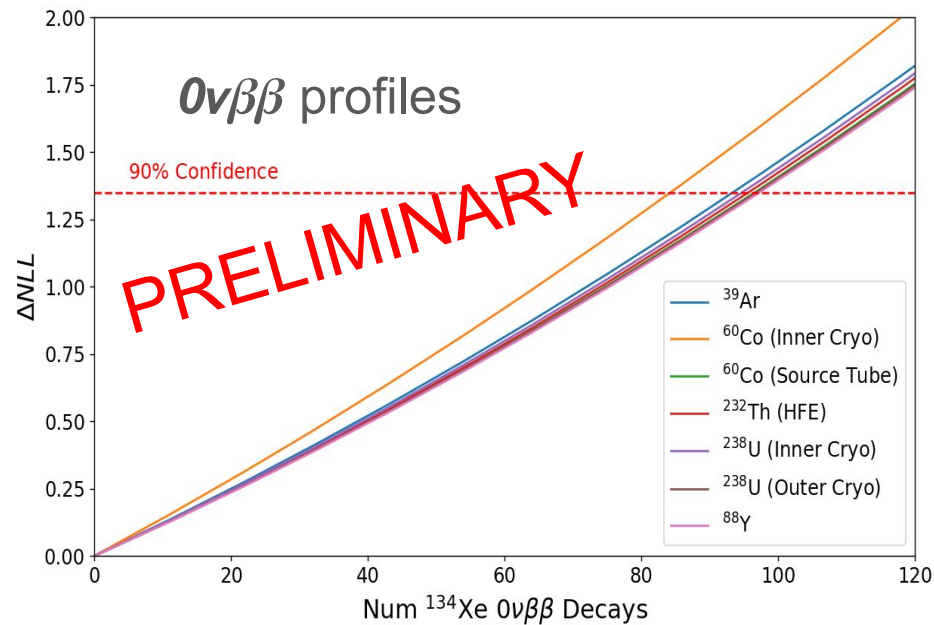 2.00
1.75
1.50
1.25
1.00
0.75
0.50
0.25
0.00
ΔNLL
0νββ profiles
90% Confidence
PRELIMINARY
³⁹Ar
⁶⁰Co (Inner Cryo)
⁶⁰Co (Source Tube)
²³²Th (HFE)
²³⁸U (Inner Cryo)
²³⁸U (Outer Cryo)
⁸⁸Y
0 20 40 60 80 100 120
Num ¹³⁴Xe 0νββ Decays